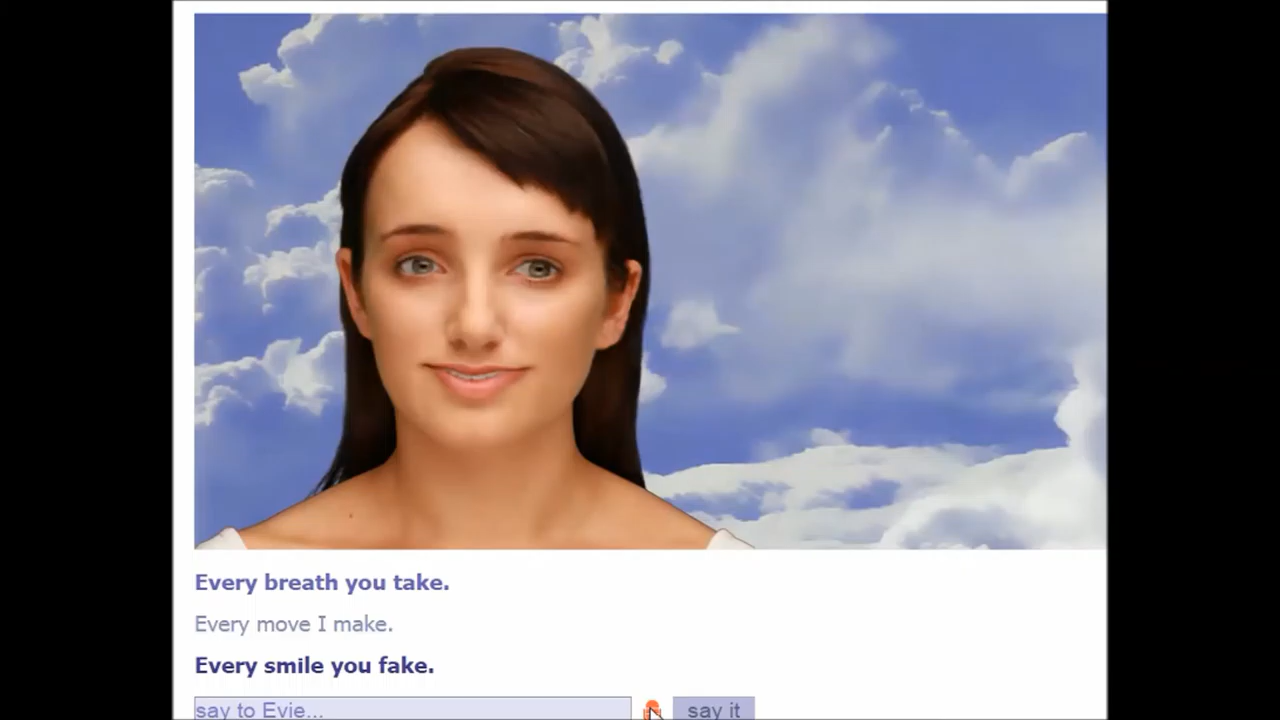 Every breath you take.
Every move I make.
Every smile you fake.
say to Evie... say it